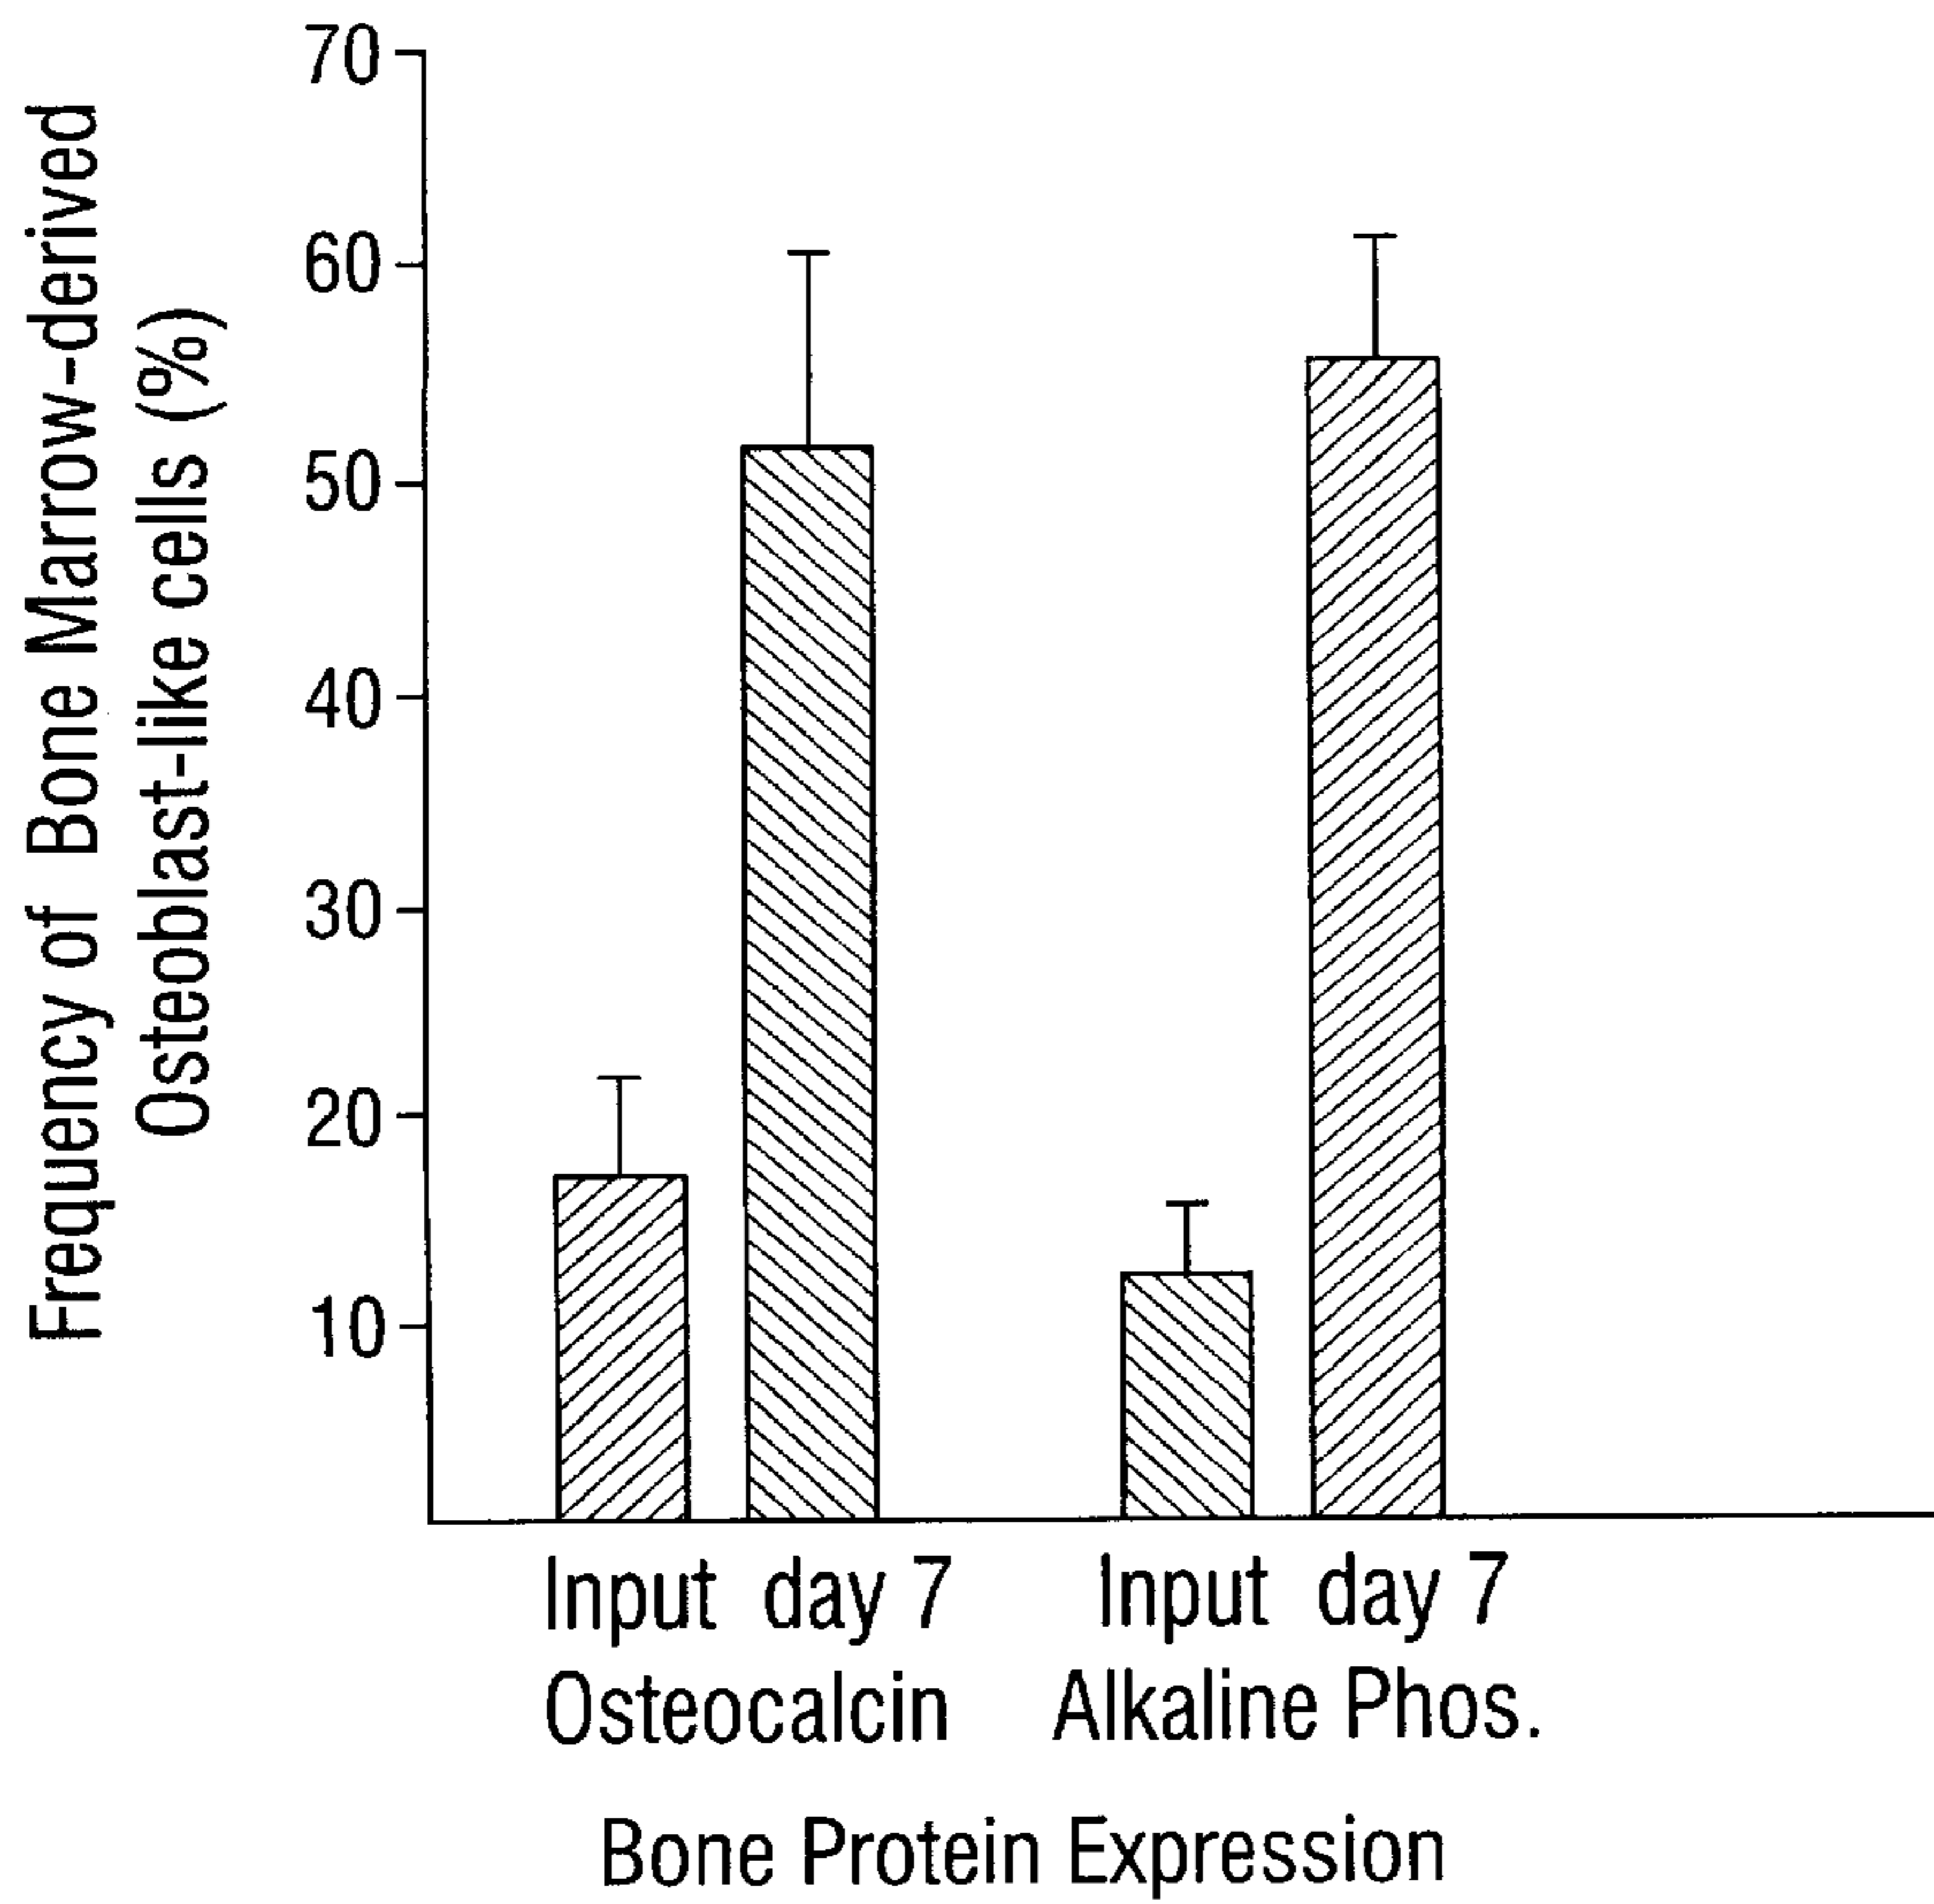 Frequency of Bone Marrow-derived
Osteoblast-like cells (%)
70
60
50
40
30
20
10
Input day 7 Input day 7
Osteocalcin Alkaline Phos.
Bone Protein Expression